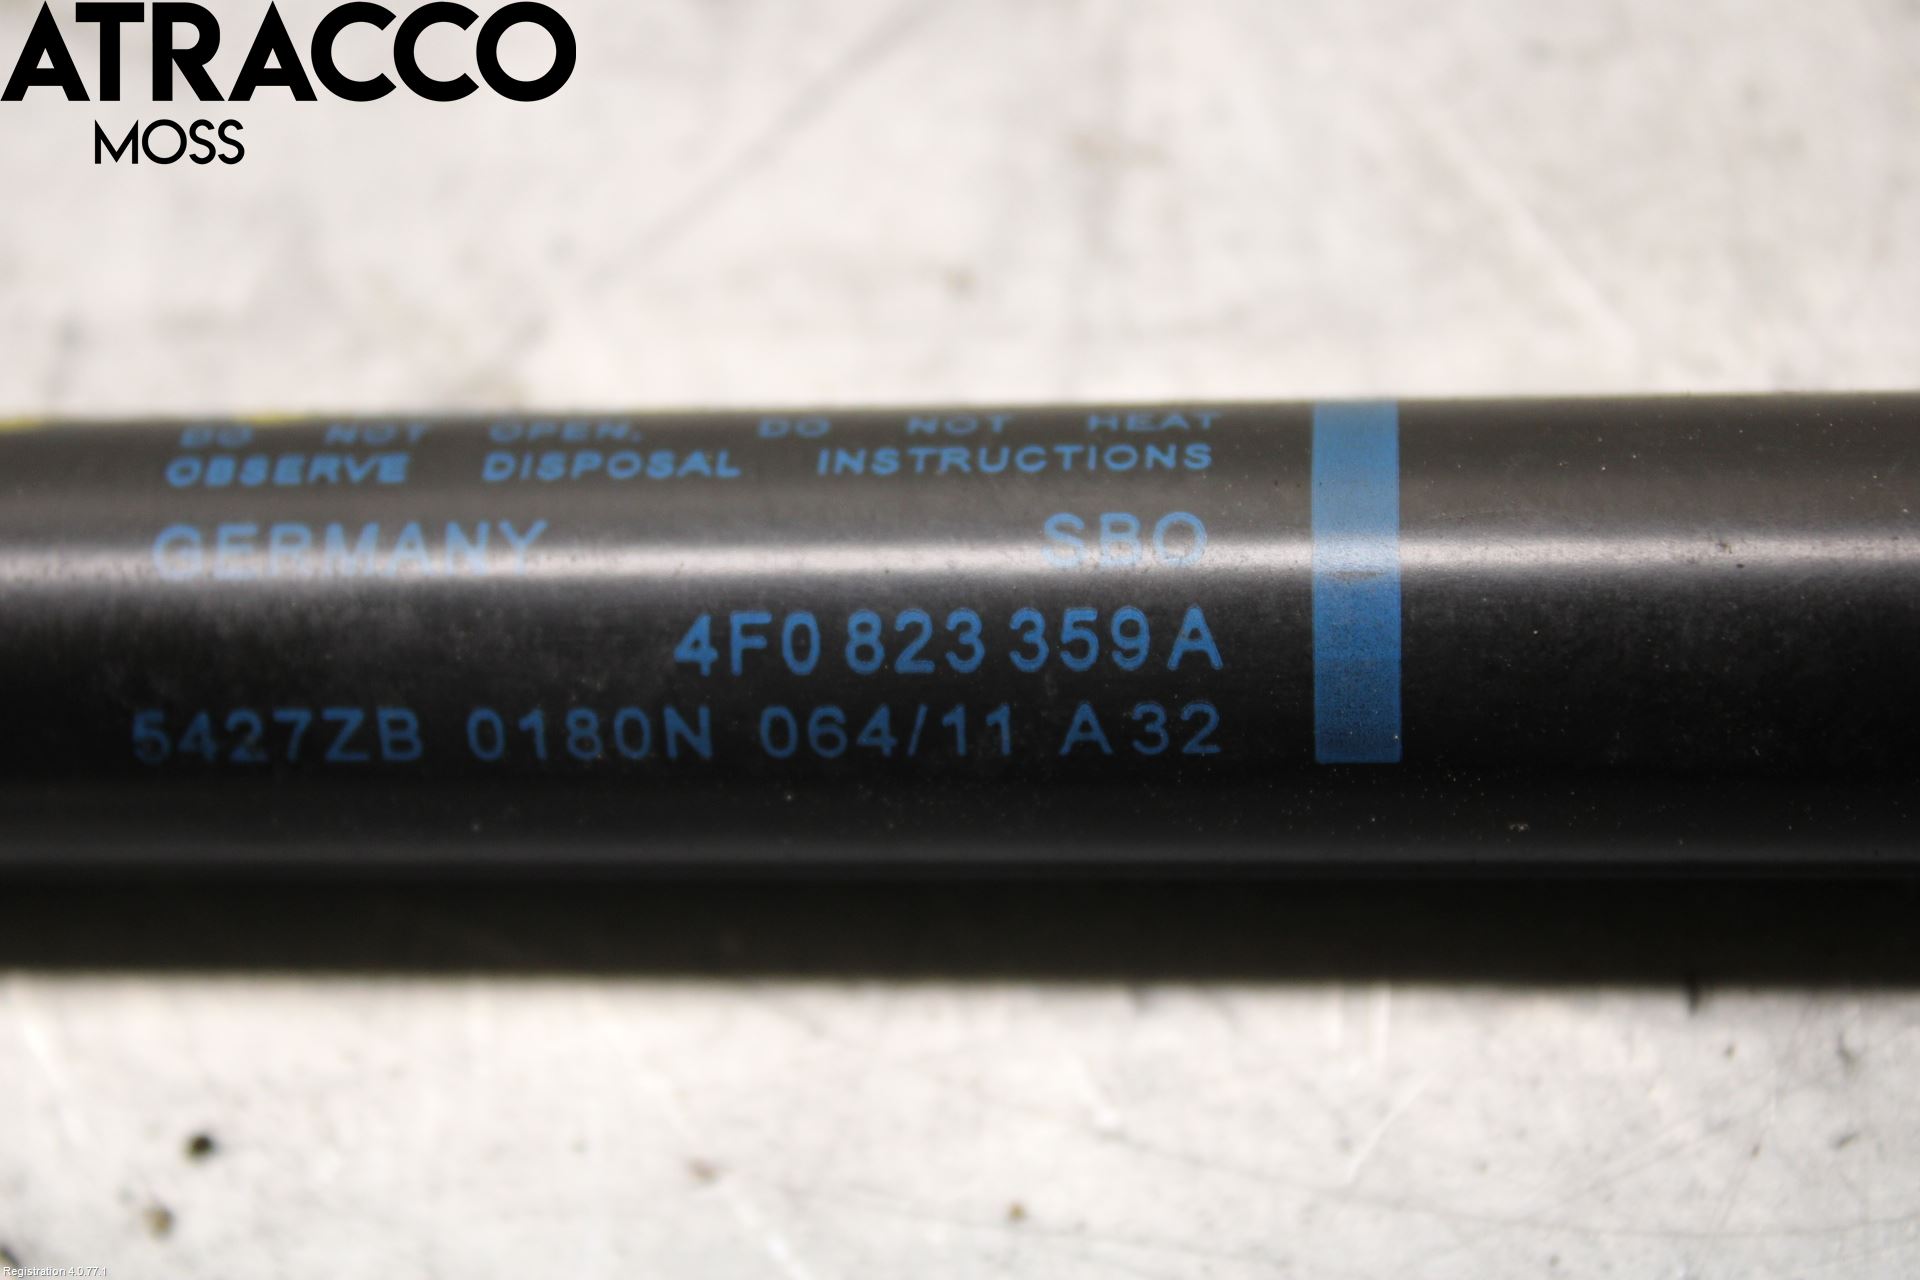 ATRACCO
MOSS
DO NOT OPEN. DO NOT HEAT
OBSERVE DISPOSAL INSTRUCTIONS
GERMANY SBO
4F0 823 359 A
5427ZB 0180N 064/11 A32
Registration 4.0.77.1